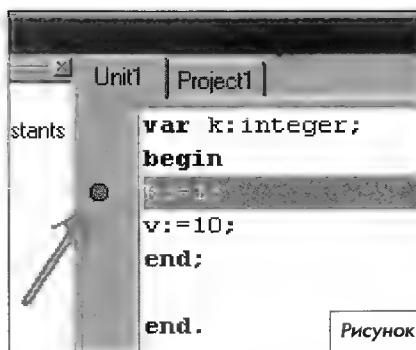 Unit1 Project1
stants
var k:integer;
begin
v:=10;
end;
end.
Рисунок